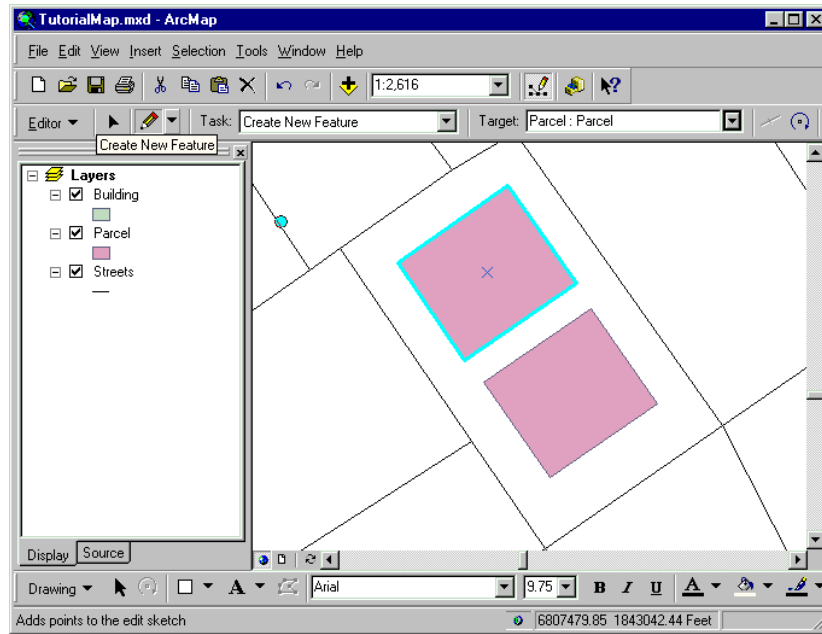 TutorialMap.mxd - ArcMap
File Edit View Insert Selection Tools Window Help
1:2,616
Editor Task: Create New Feature Target: Parcel : Parcel
Create New Feature
Layers
Building
Parcel
Streets
Display Source
Drawing A Arial 9.75 B I U A
Adds points to the edit sketch 6807479.85 1843042.44 Feet